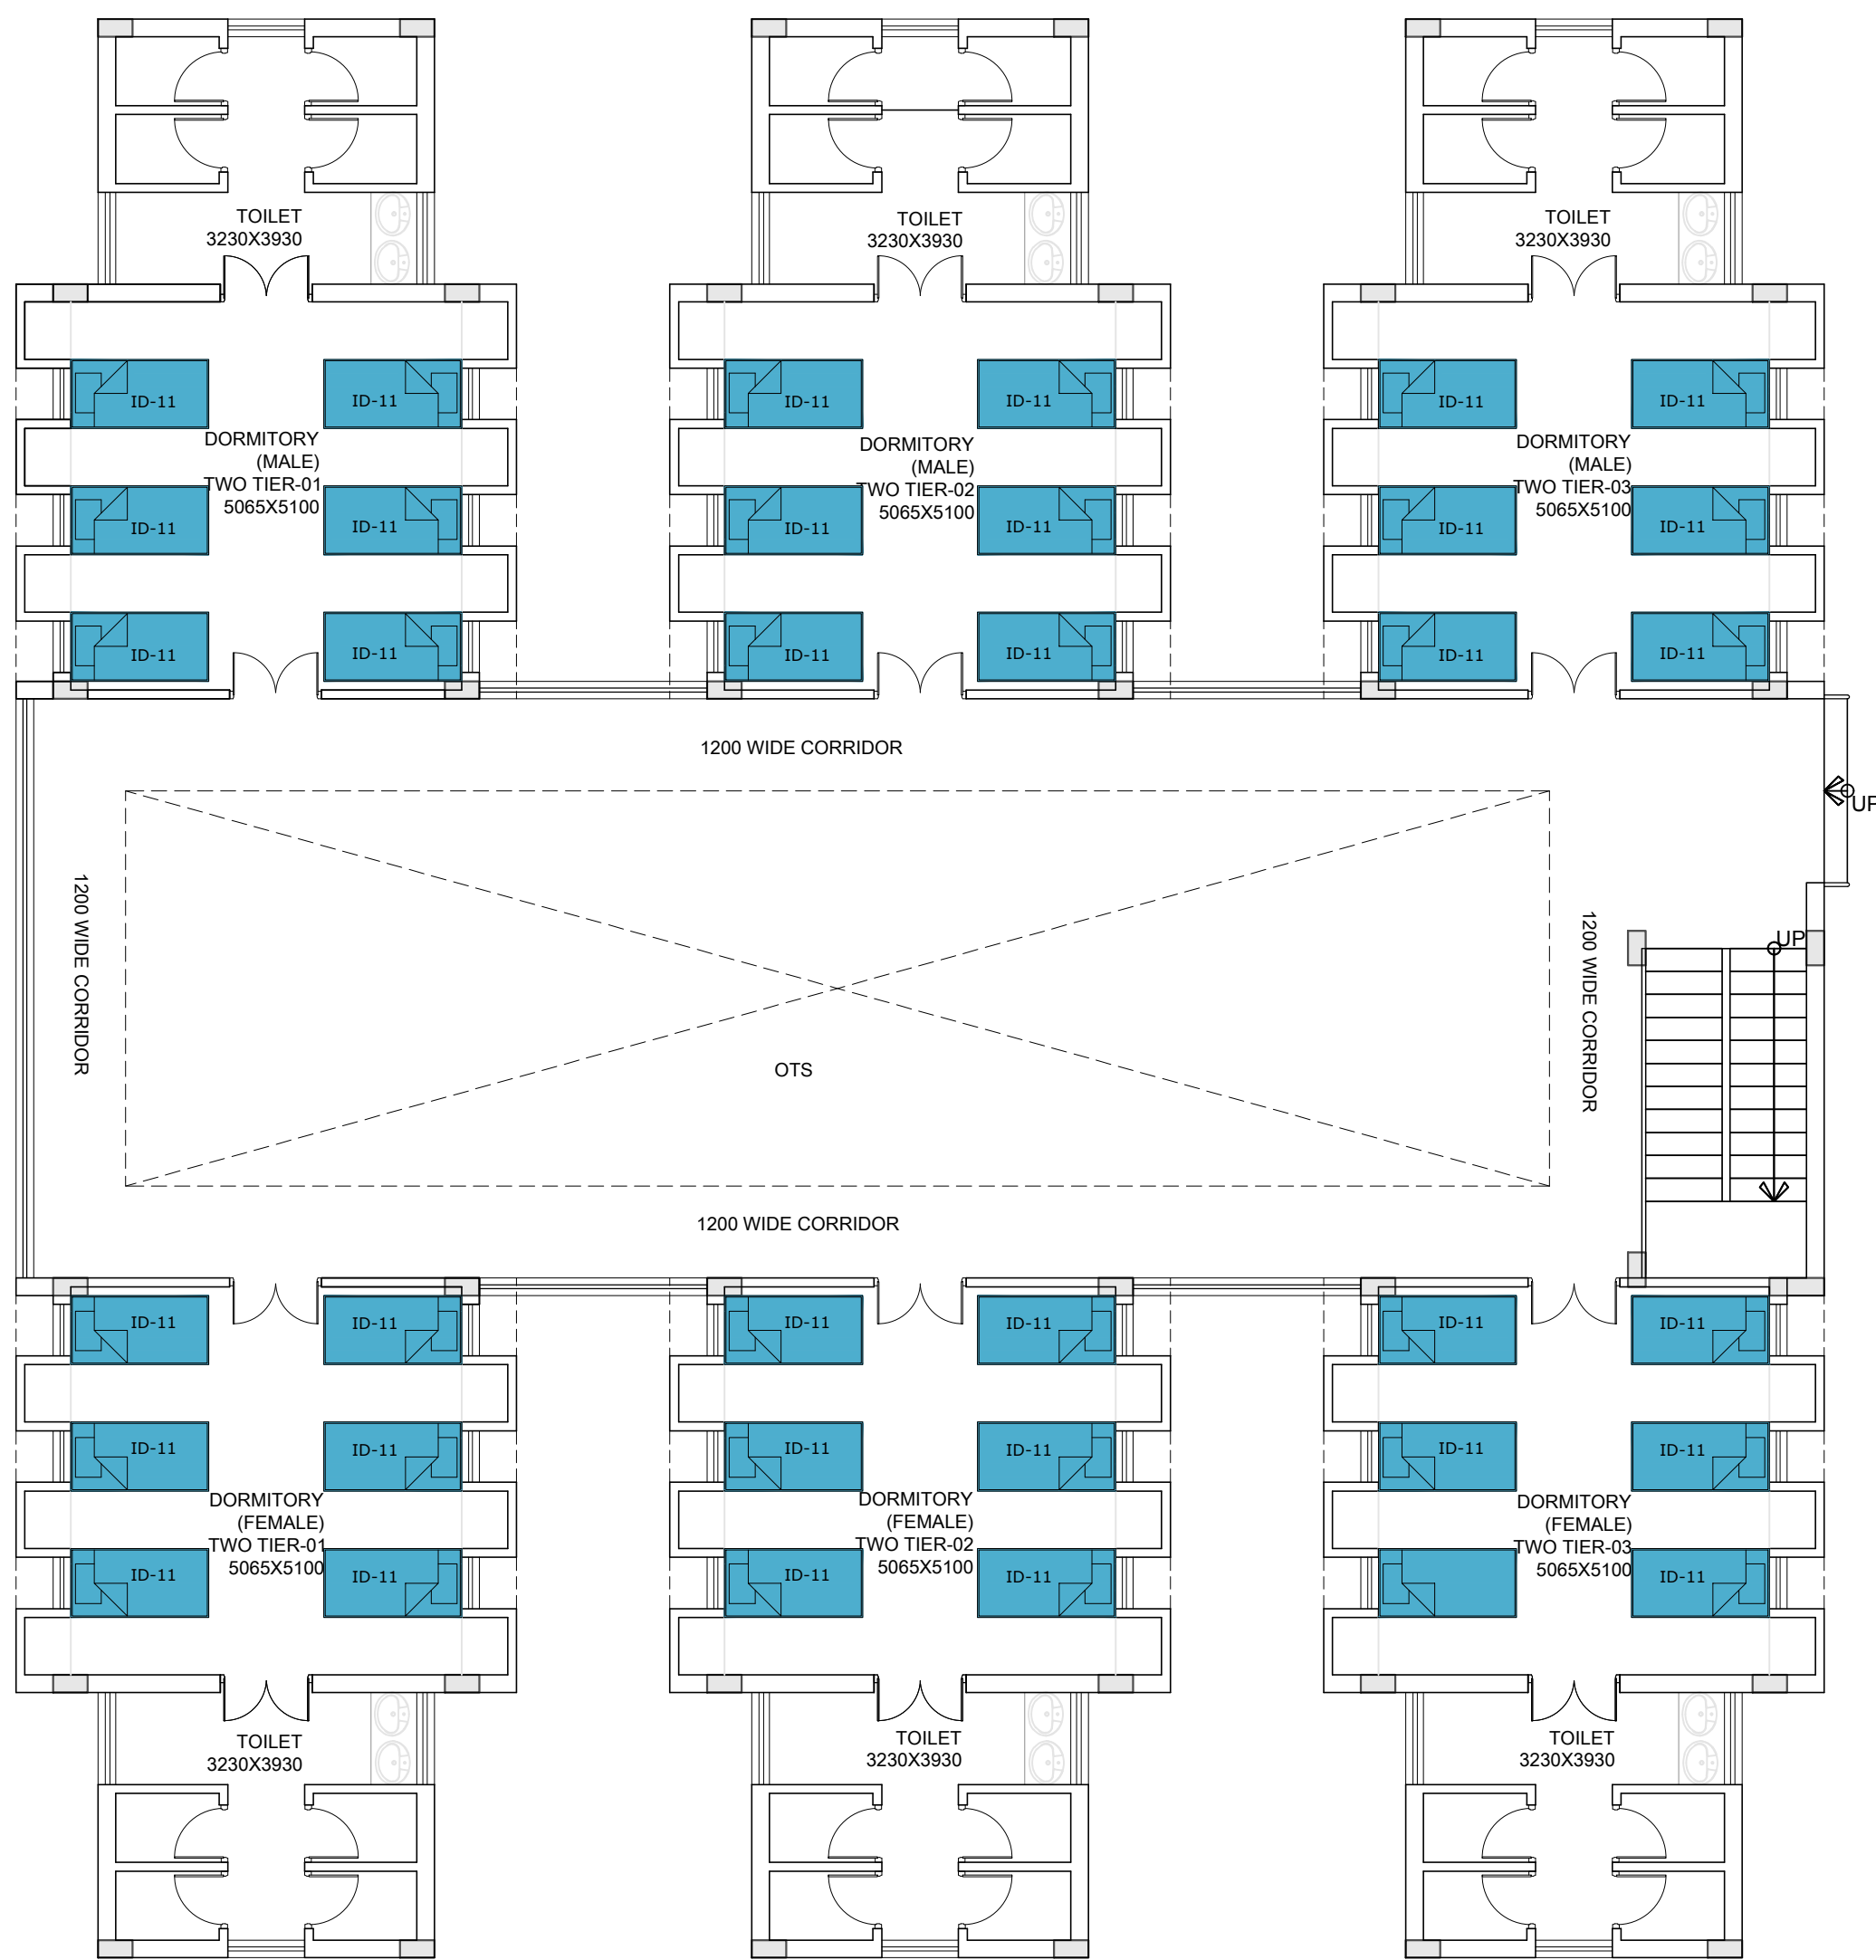 TOILET
3230X3930
TOILET
3230X3930
TOILET
3230X3930
ID-11
ID-11
ID-11
ID-11
ID-11
ID-11
DORMITORY
(MALE)
TWO TIER-01
5065X5100
DORMITORY
(MALE)
TWO TIER-02
5065X5100
DORMITORY
(MALE)
TWO TIER-03
5065X5100
ID-11
ID-11
ID-11
ID-11
ID-11
ID-11
ID-11
ID-11
ID-11
ID-11
ID-11
ID-11
1200 WIDE CORRIDOR
UP
1200 WIDE CORRIDOR
1200 WIDE CORRIDOR
UP
OTS
1200 WIDE CORRIDOR
ID-11
ID-11
ID-11
ID-11
ID-11
ID-11
ID-11
ID-11
ID-11
ID-11
ID-11
ID-11
DORMITORY
(FEMALE)
TWO TIER-01
5065X5100
DORMITORY
(FEMALE)
TWO TIER-02
5065X5100
DORMITORY
(FEMALE)
TWO TIER-03
5065X5100
ID-11
ID-11
ID-11
ID-11
ID-11
TOILET
3230X3930
TOILET
3230X3930
TOILET
3230X3930